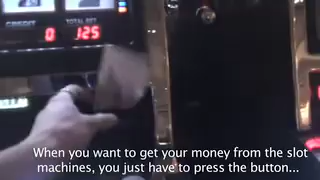 CREDIT TOTAL BET
0 125
When you want to get your money from the slot
machines, you just have to press the button...